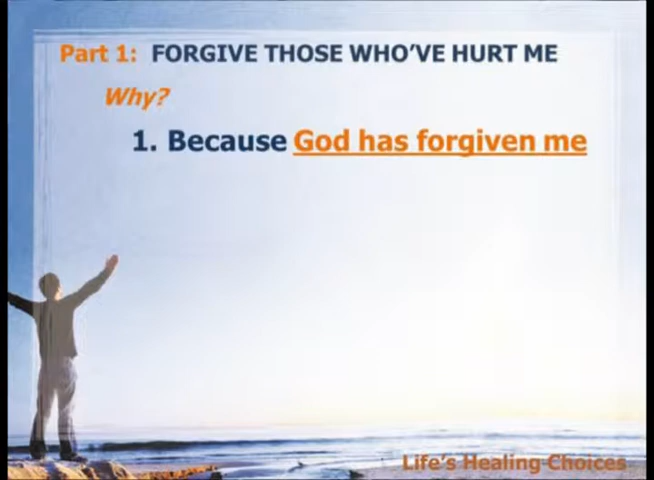 Part 1: FORGIVE THOSE WHO'VE HURT ME
Why?
1. Because God has forgiven me
Life's Healing Choices